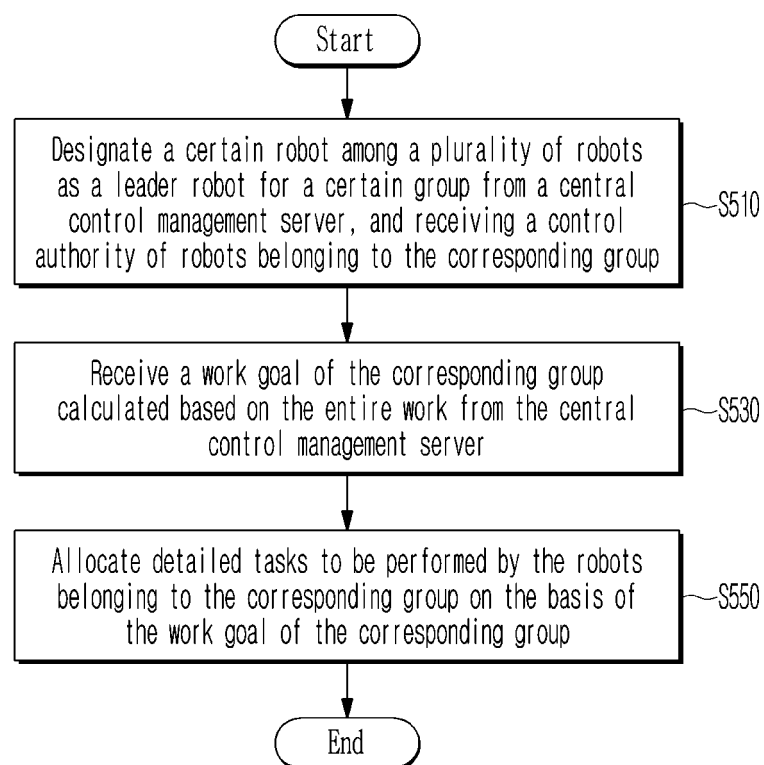 Start
Designate a certain robot among a plurality of robots
as a leader robot for a certain group from a central
control management server, and receiving a control
authority of robots belonging to the corresponding group
S510
Receive a work goal of the corresponding group
calculated based on the entire work from the central
control management server
S530
Allocate detailed tasks to be performed by the robots
belonging to the corresponding group on the basis of
the work goal of the corresponding group
S550
End